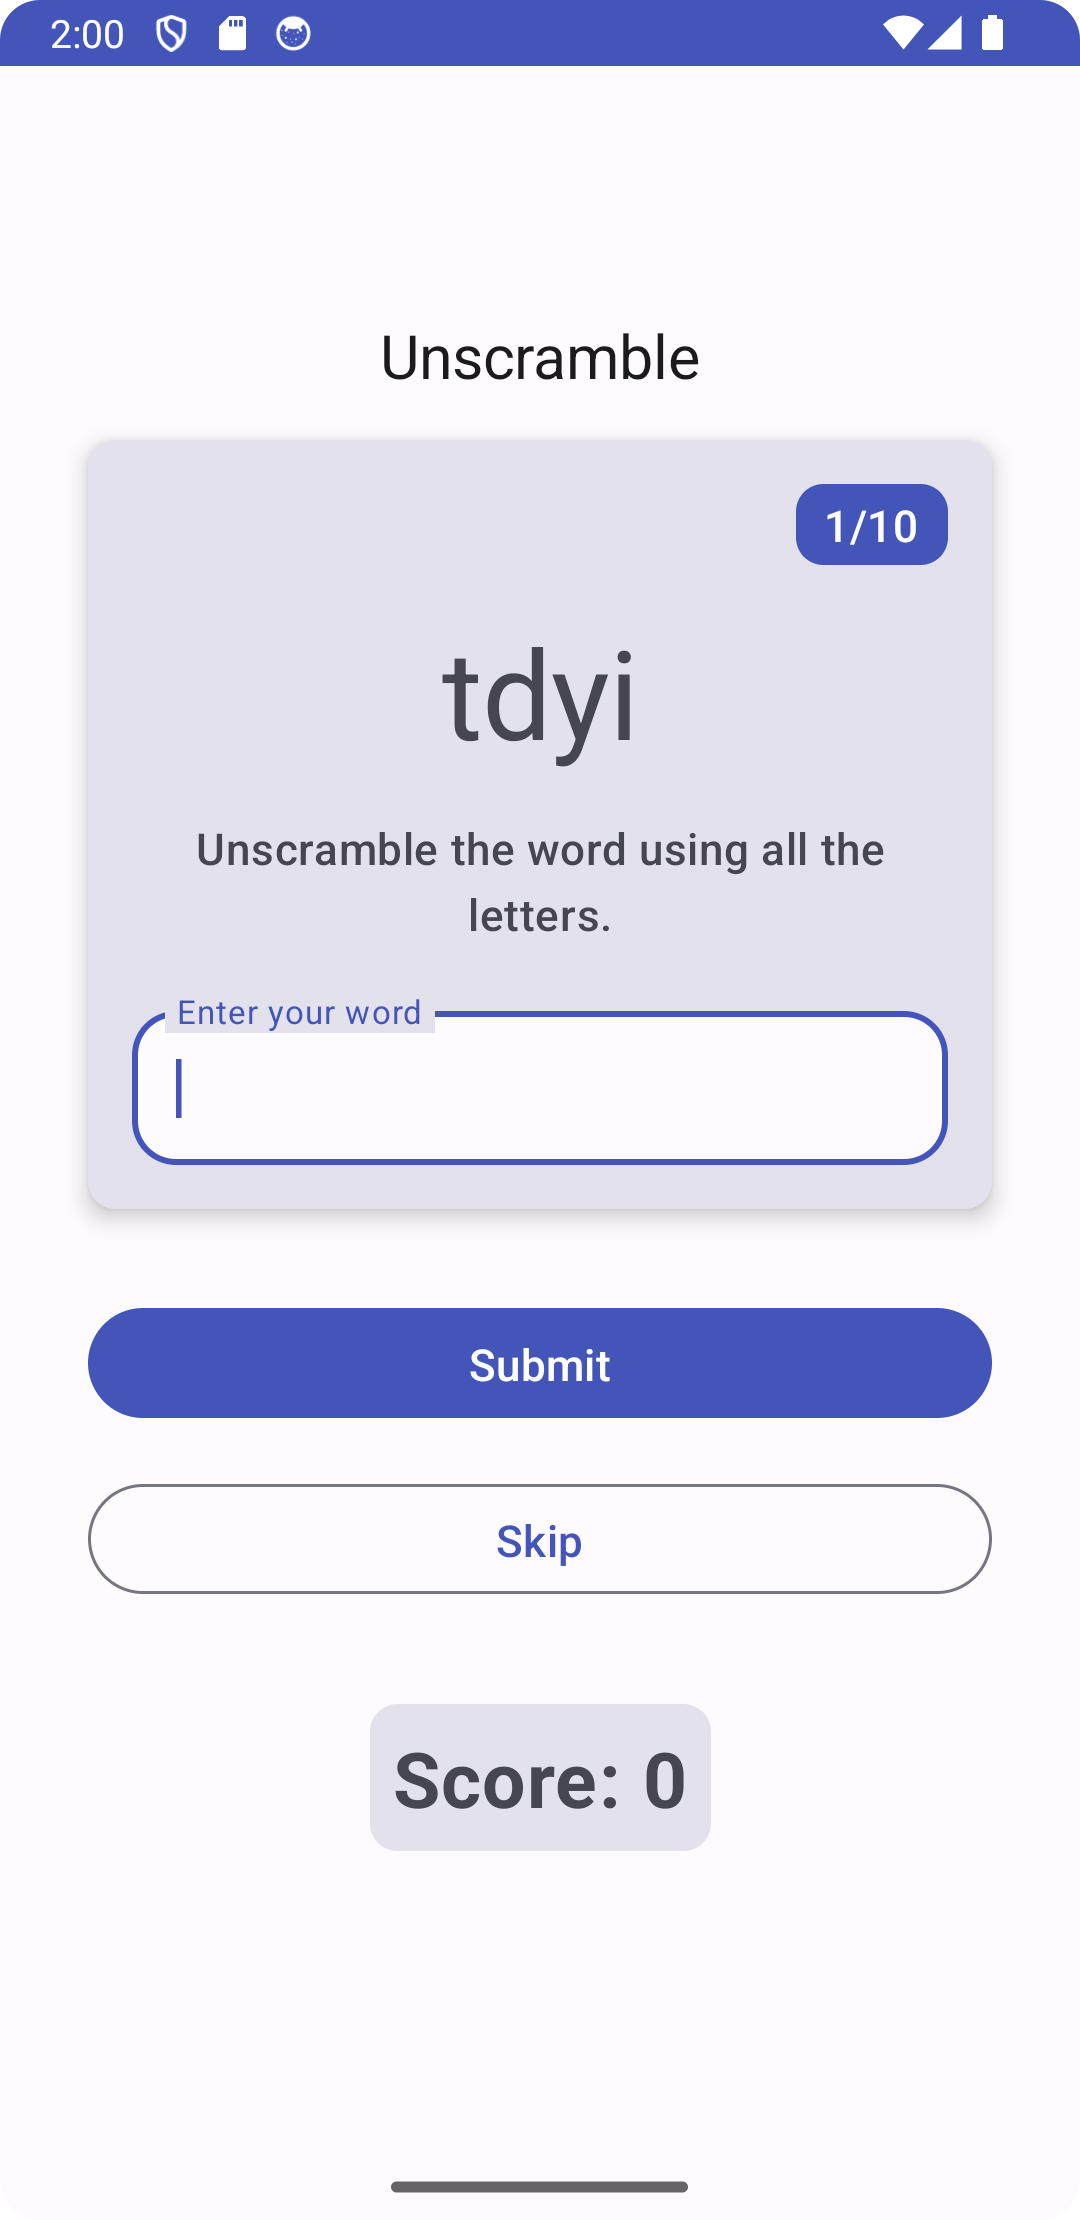 2:00
Unscramble
1/10
tdyi
Unscramble the word using all the
letters.
Enter your word
Submit
Skip
Score: 0